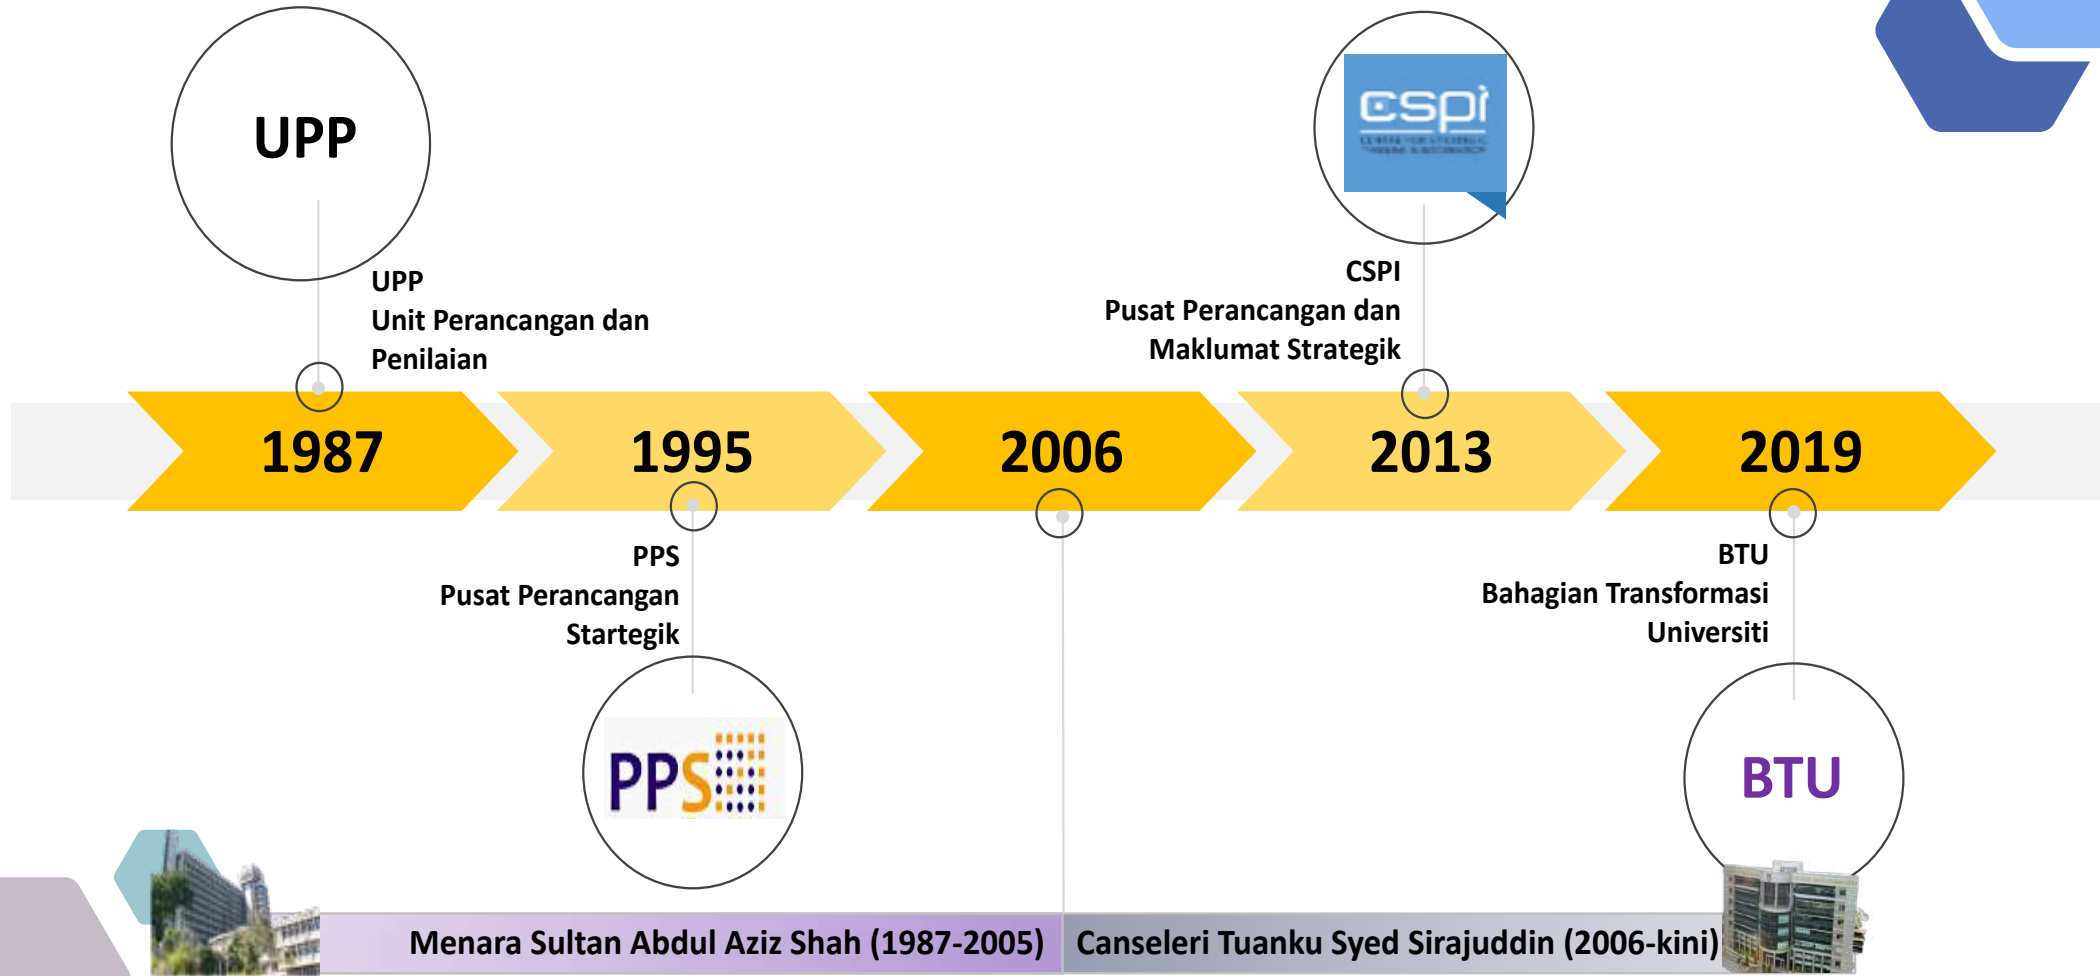 UPP
cspi
UPP
Unit Perancangan dan
Penilaian
CSPI
Pusat Perancangan dan
Maklumat Strategik
1987
1995
2006
2013
2019
PPS
Pusat Perancangan
Startegik
BTU
Bahagian Transformasi
Universiti
PPS
BTU
Menara Sultan Abdul Aziz Shah (1987-2005)
Canseleri Tuanku Syed Sirajuddin (2006-kini)